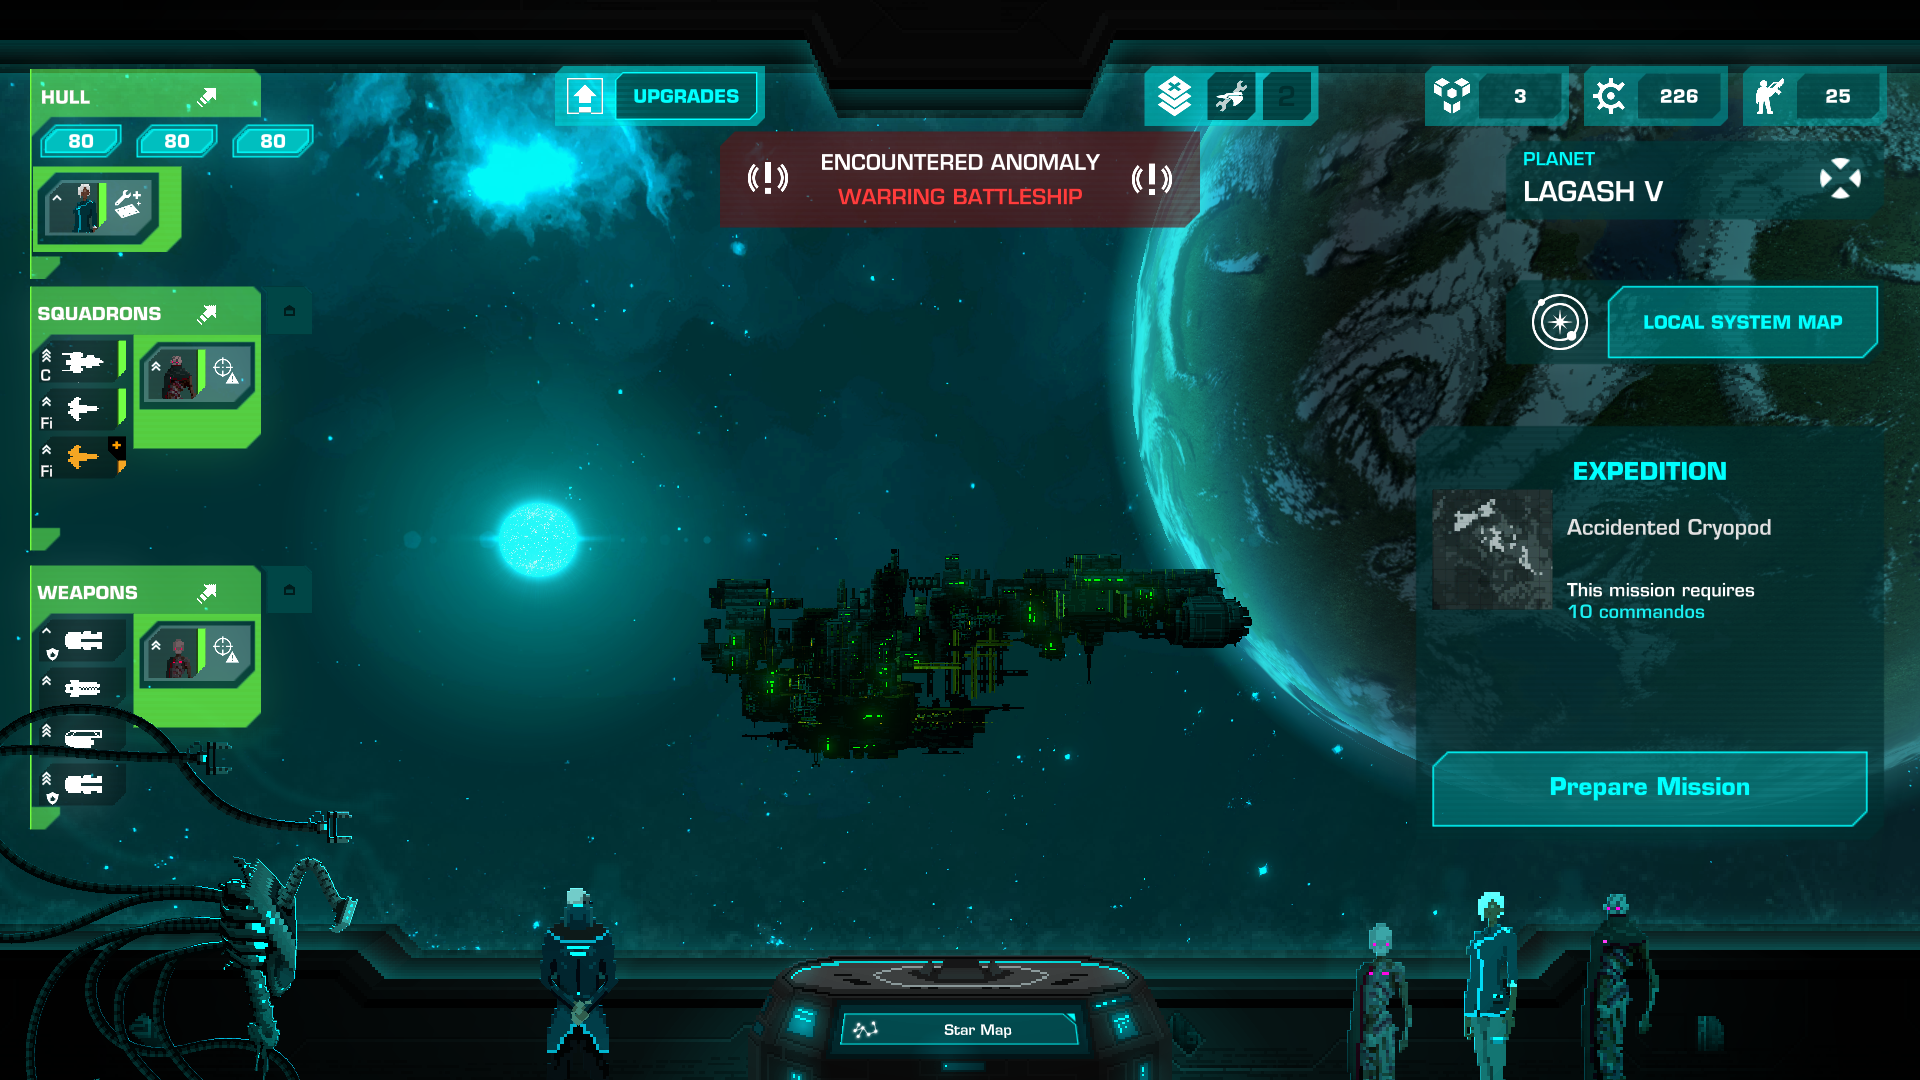 HULL
80
80
80
SQUADRONS
C
Fi
Fi
WEAPONS
UPGRADES
2
3
226
25
ENCOUNTERED ANOMALY
WARRING BATTLESHIP
PLANET
LAGASH V
LOCAL SYSTEM MAP
EXPEDITION
Accidented Cryopod
This mission requires
10 commandos
Prepare Mission
Star Map